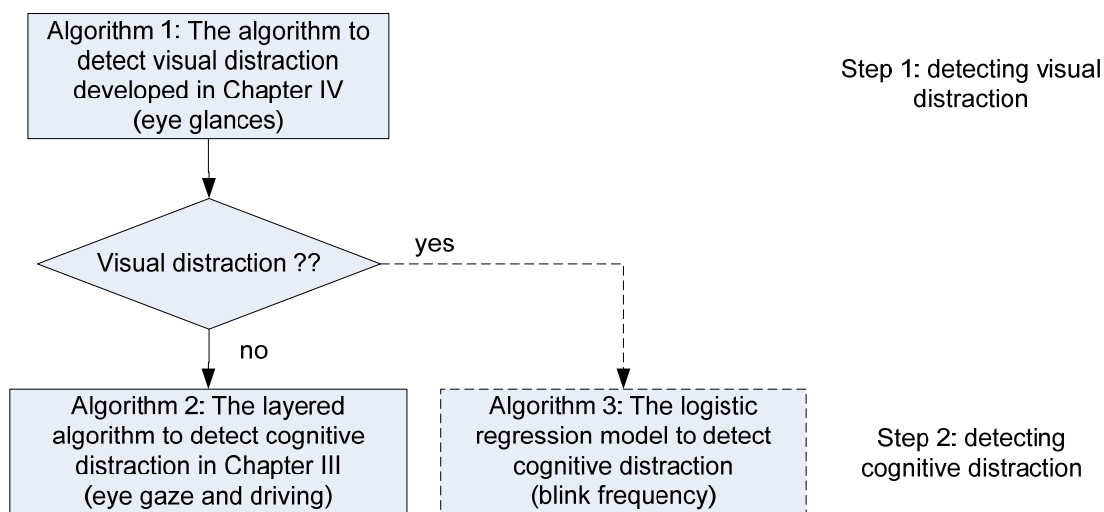 Algorithm 1: The algorithm to
detect visual distraction
developed in Chapter IV
(eye glances)
Step 1: detecting visual
distraction
Visual distraction ??
yes
no
Algorithm 2: The layered
algorithm to detect cognitive
distraction in Chapter III
(eye gaze and driving)
Algorithm 3: The logistic
regression model to detect
cognitive distraction
(blink frequency)
Step 2: detecting
cognitive distraction